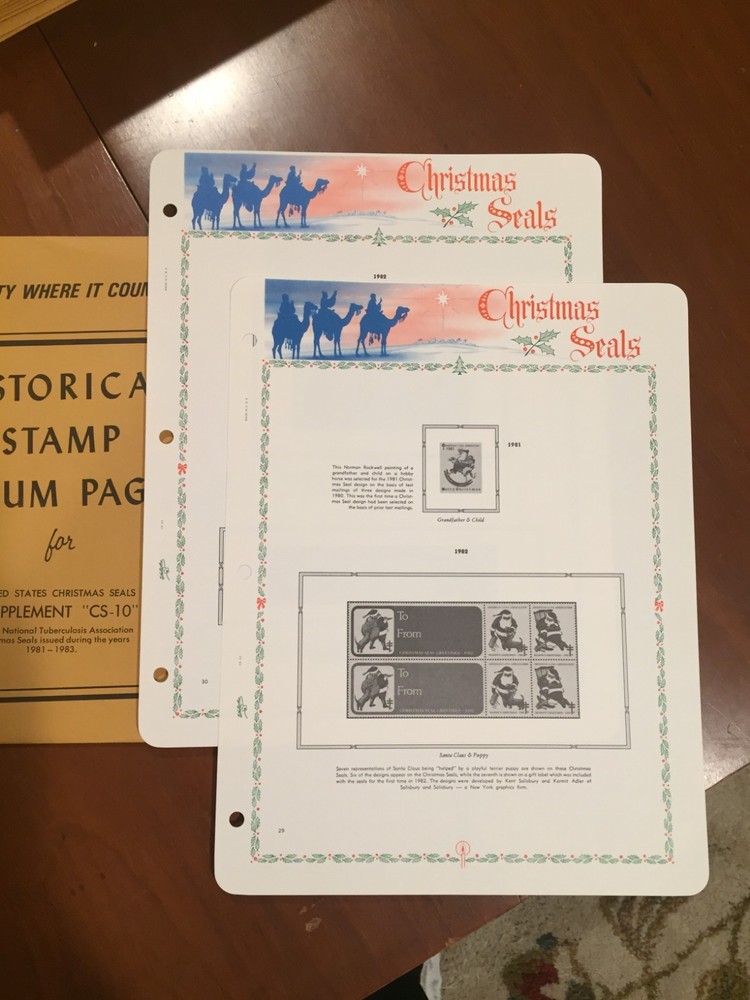 TY WHERE IT COUN
STORICA
STAMP
UM PAG
for
ED STATES CHRISTMAS SEALS
PPLEMENT "CS-10"
National Tuberculosis Association
mas Seals issued during the years
1981 – 1983.
Christmas
Seals
1982
30
Christmas
Seals
1981
This Norman Rockwell painting of a
grandfather and child on a hobby
horse was selected for the 1981 Christ-
mas Seal design on the basis of test
mailings of three designs made in
1980. This was the first time a Christ-
mas Seal design had been selected on
the basis of prior test mailings.
Grandfather & Child
1982
To
From
To
From
Santa Claus & Puppy
Seven representations of Santa Claus being "helped" by a playful terrier puppy are shown on these Christmas
Seals. Six of the designs appear on the Christmas Seals, while the seventh is shown on a gift label which was included
with the seals for the first time in 1982. The designs were developed by Kent Salisbury and Kermit Adler of
Salisbury and Salisbury — a New York graphics firm.
29